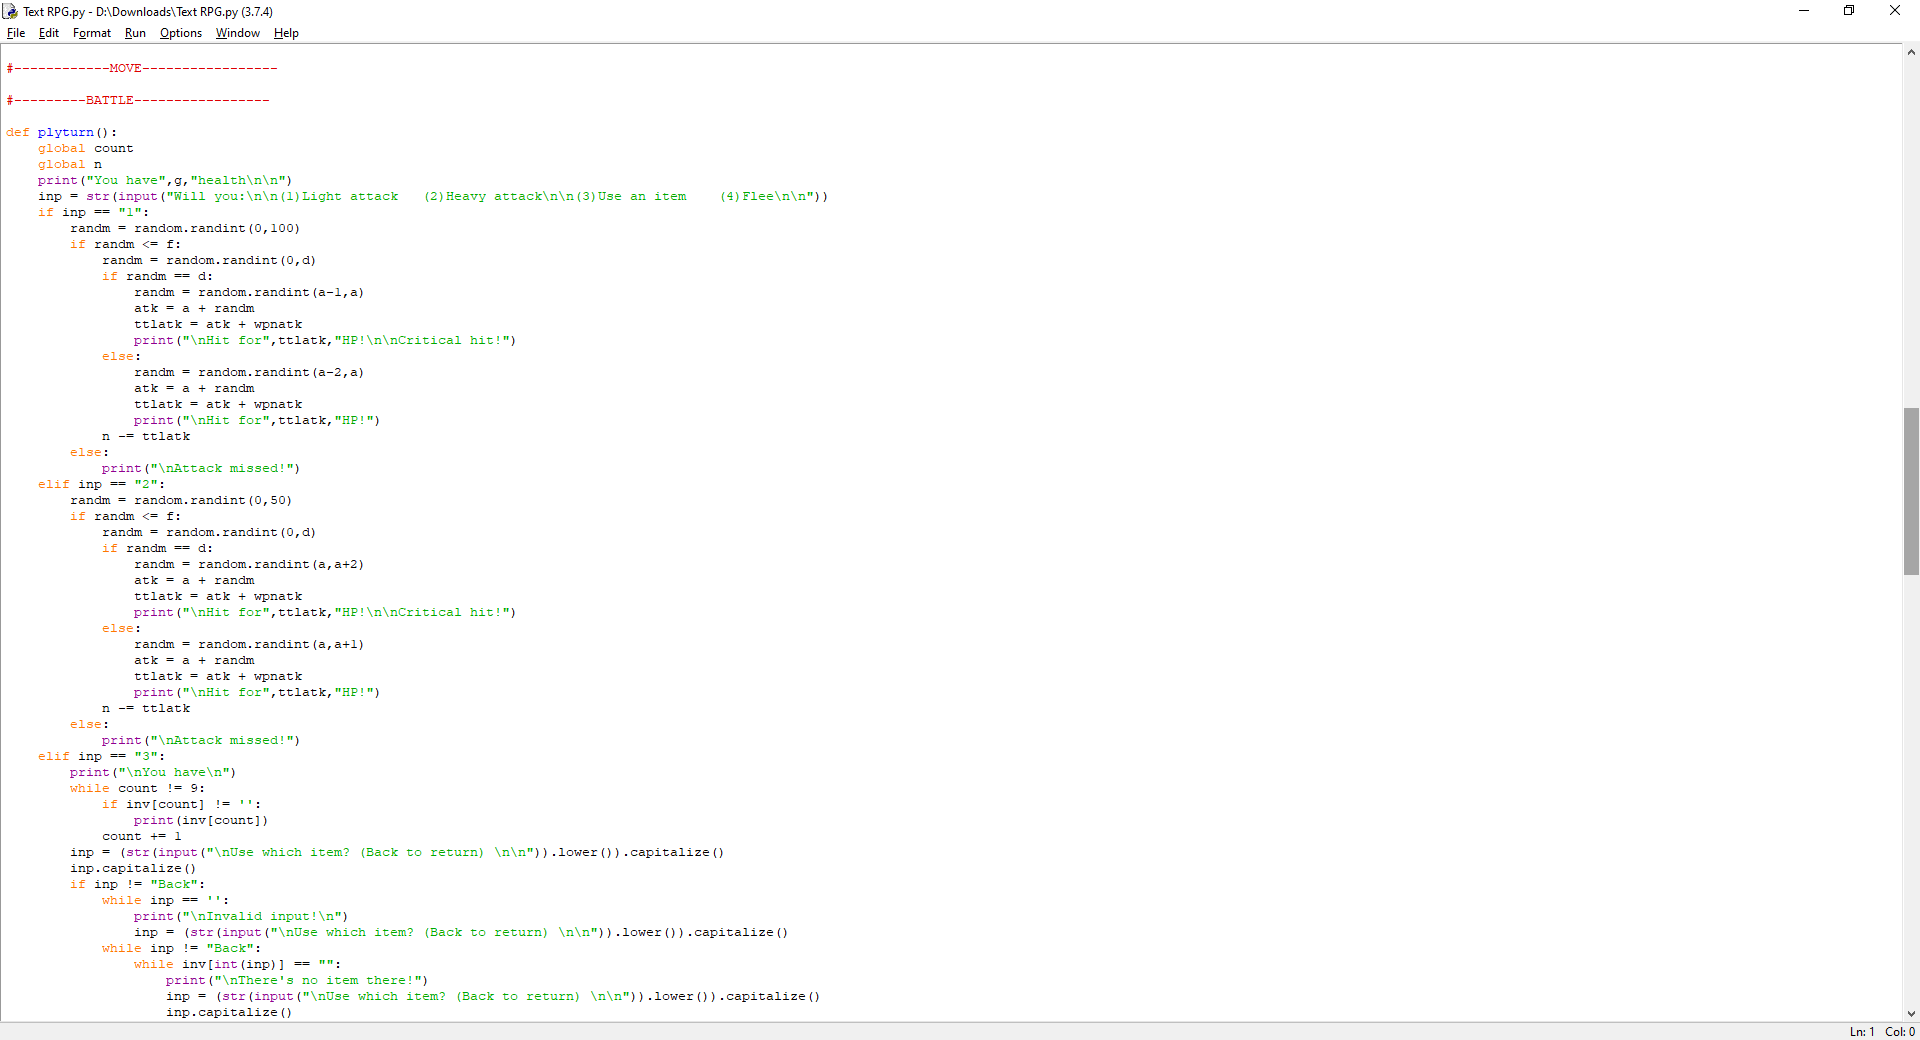 Text RPG.py - D:\Downloads\Text RPG.py (3.7.4)
File Edit Format Run Options Window Help
#------------MOVE-----------------
#---------BATTLE-----------------
def plyturn():
    global count
    global n
    print("You have",g,"health\n\n")
    inp = str(input("Will you:\n\n(1)Light attack   (2)Heavy attack\n\n(3)Use an item    (4)Flee\n\n"))
    if inp == "1":
        randm = random.randint(0,100)
        if randm <= f:
            randm = random.randint(0,d)
            if randm == d:
                randm = random.randint(a-1,a)
                atk = a + randm
                ttlatk = atk + wpnatk
                print("\nHit for",ttlatk,"HP!\n\nCritical hit!")
            else:
                randm = random.randint(a-2,a)
                atk = a + randm
                ttlatk = atk + wpnatk
                print("\nHit for",ttlatk,"HP!")
            n -= ttlatk
        else:
            print("\nAttack missed!")
    elif inp == "2":
        randm = random.randint(0,50)
        if randm <= f:
            randm = random.randint(0,d)
            if randm == d:
                randm = random.randint(a,a+2)
                atk = a + randm
                ttlatk = atk + wpnatk
                print("\nHit for",ttlatk,"HP!\n\nCritical hit!")
            else:
                randm = random.randint(a,a+1)
                atk = a + randm
                ttlatk = atk + wpnatk
                print("\nHit for",ttlatk,"HP!")
            n -= ttlatk
        else:
            print("\nAttack missed!")
    elif inp == "3":
        print("\nYou have\n")
        while count != 9:
            if inv[count] != '':
                print(inv[count])
            count += 1
        inp = (str(input("\nUse which item? (Back to return) \n\n")).lower()).capitalize()
        inp.capitalize()
        if inp != "Back":
            while inp == '':
                print("\nInvalid input!\n")
                inp = (str(input("\nUse which item? (Back to return) \n\n")).lower()).capitalize()
            while inp != "Back":
                while inv[int(inp)] == "":
                    print("\nThere's no item there!")
                    inp = (str(input("\nUse which item? (Back to return) \n\n")).lower()).capitalize()
                    inp.capitalize()
Ln: 1 Col: 0